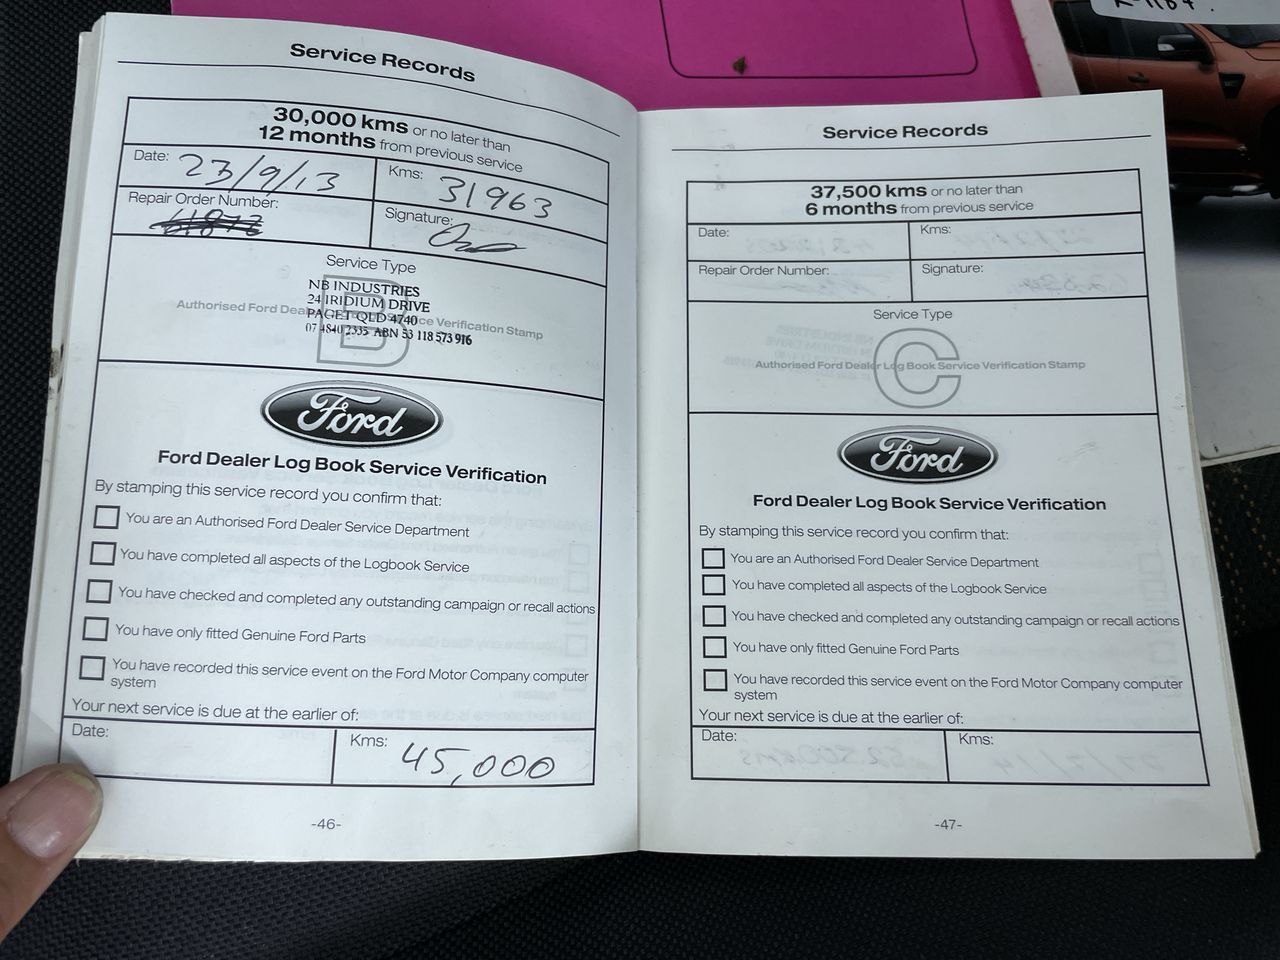 Service Records
30,000 kms or no later than
12 months from previous service
Date: 23/9/13
Kms: 31963
Repair Order Number:
Signature:
Service Type
B
NB INDUSTRIES
24 IRIDIUM DRIVE
PAGET QLD 4740
07 4840 2335 ABN 53 118 573 916
Authorised Ford Dealer Service Verification Stamp
Ford
Ford Dealer Log Book Service Verification
By stamping this service record you confirm that:
You are an Authorised Ford Dealer Service Department
You have completed all aspects of the Logbook Service
You have checked and completed any outstanding campaign or recall actions
You have only fitted Genuine Ford Parts
You have recorded this service event on the Ford Motor Company computer
system
Your next service is due at the earlier of:
Date:
Kms: 45,000
-46-
Service Records
37,500 kms or no later than
6 months from previous service
Date:
Kms:
Repair Order Number:
Signature:
Service Type
C
Authorised Ford Dealer Log Book Service Verification Stamp
Ford
Ford Dealer Log Book Service Verification
By stamping this service record you confirm that:
You are an Authorised Ford Dealer Service Department
You have completed all aspects of the Logbook Service
You have checked and completed any outstanding campaign or recall actions
You have only fitted Genuine Ford Parts
You have recorded this service event on the Ford Motor Company computer
system
Your next service is due at the earlier of:
Date:
Kms:
-47-